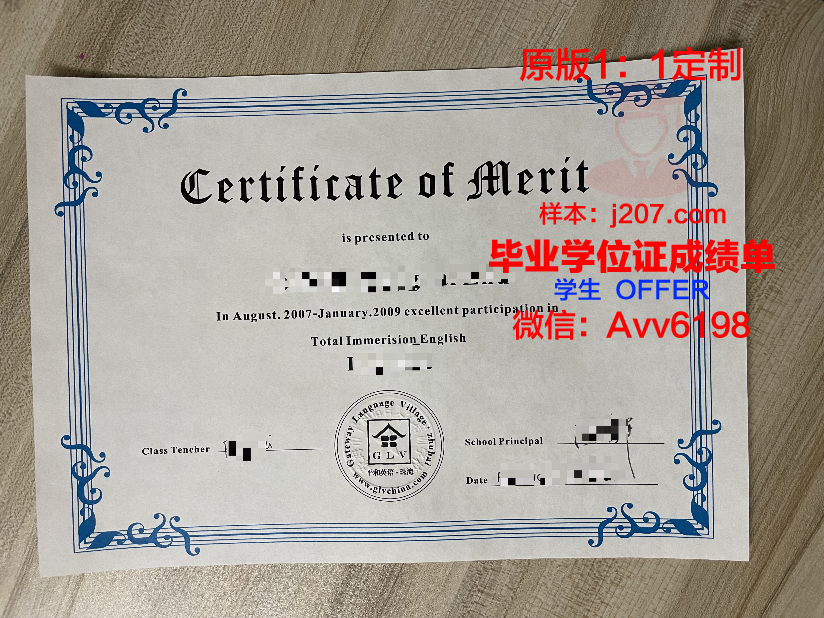 原版1：1定制
Certificate of Merit
样本：j207.com
is presented to
毕业学位证成绩单
学生 OFFER
In August. 2007-January.2009 excellent participation in
微信：Avv6198
Total Immerision English
Gateway Language Village · zhuhai
GLV
www.glvchina.com
Class Tencher
School Principal
Date